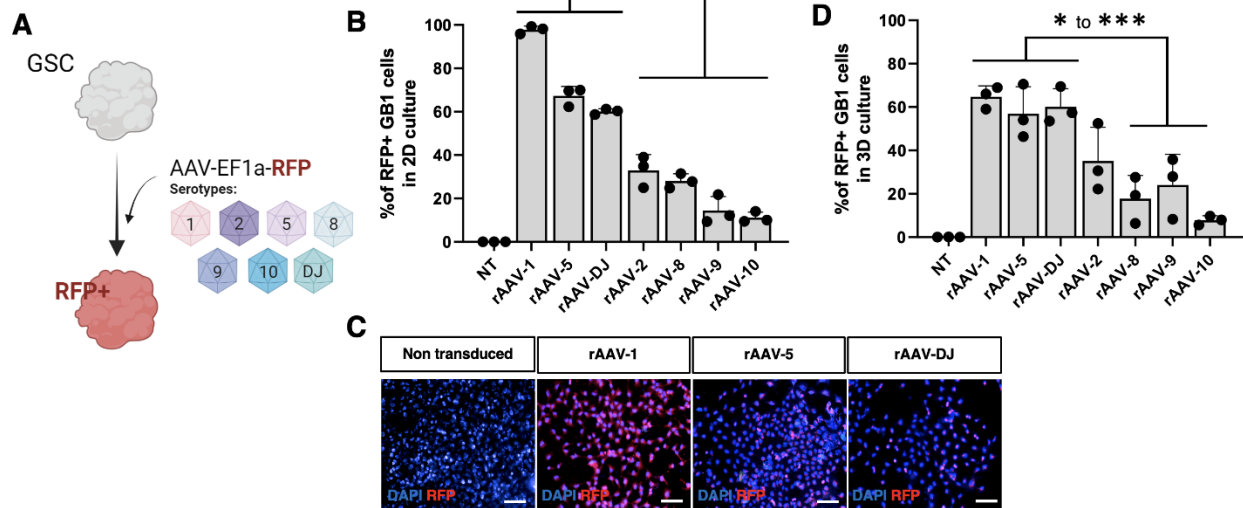 A
GSC
AAV-EF1a-RFP
Serotypes:
1
2
5
8
9
10
DJ
RFP+
B
%of RFP+ GB1 cells
in 2D culture
100
80
60
40
20
0
NT
rAAV-1
rAAV-5
rAAV-DJ
rAAV-2
rAAV-8
rAAV-9
rAAV-10
D
* to ***
%of RFP+ GB1 cells
in 3D culture
100
80
60
40
20
0
NT
rAAV-1
rAAV-5
rAAV-DJ
rAAV-2
rAAV-8
rAAV-9
rAAV-10
C
Non transduced
rAAV-1
rAAV-5
rAAV-DJ
DAPI RFP
DAPI RFP
DAPI RFP
DAPI RFP